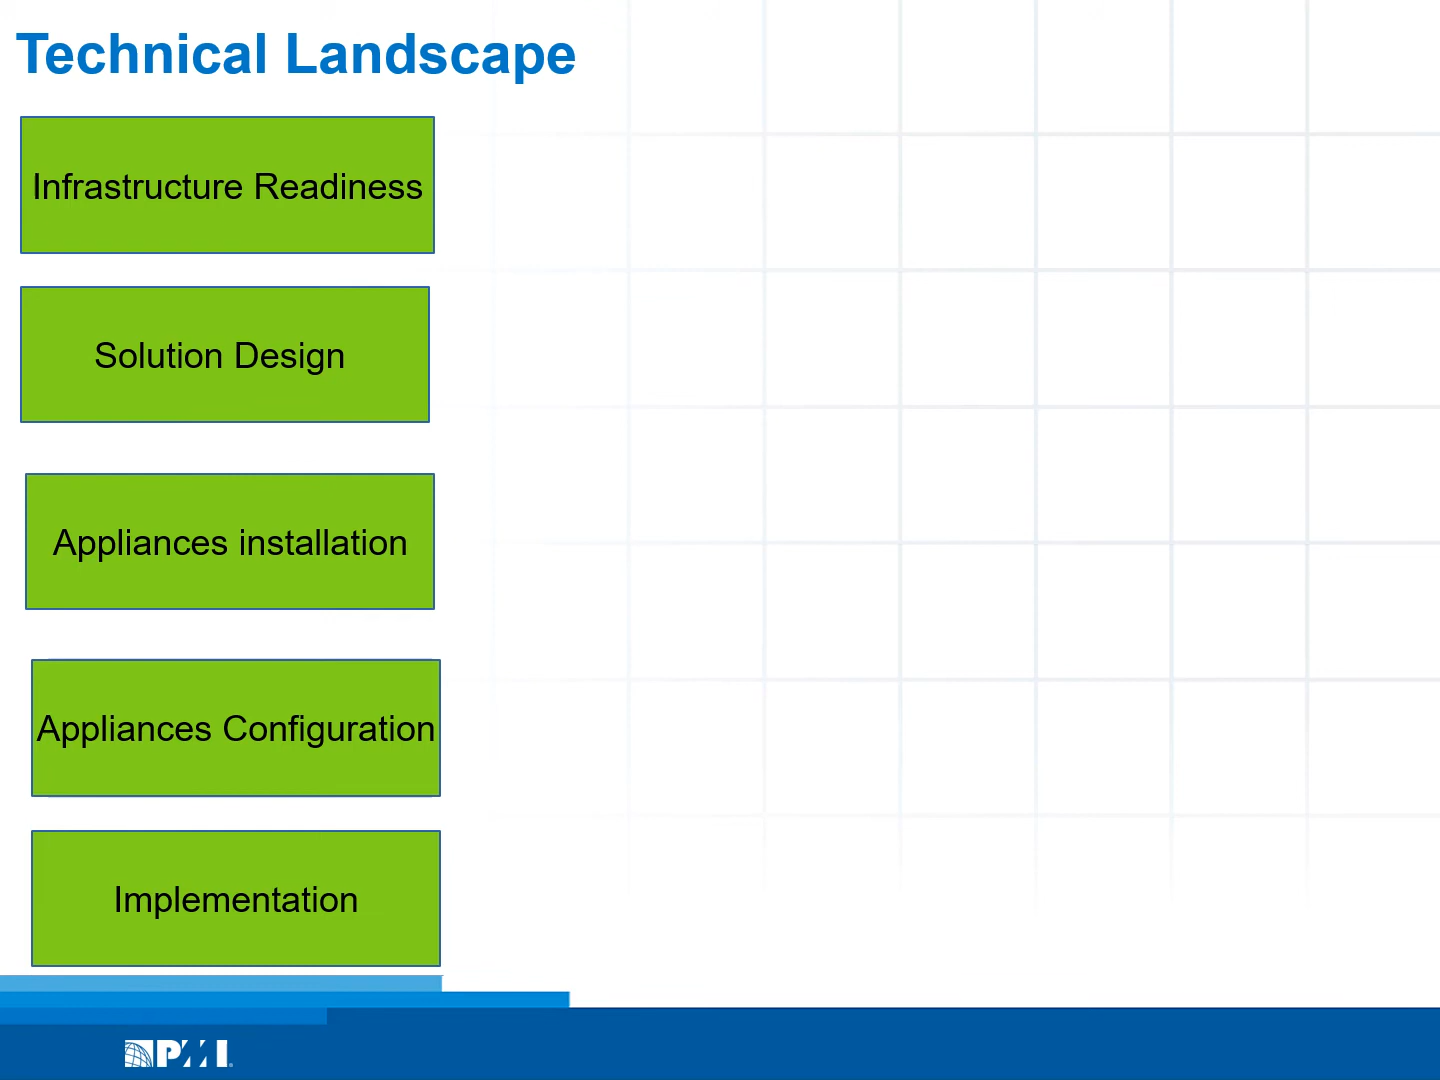 Technical Landscape
Infrastructure Readiness
Solution Design
Appliances installation
Appliances Configuration
Implementation
PMI